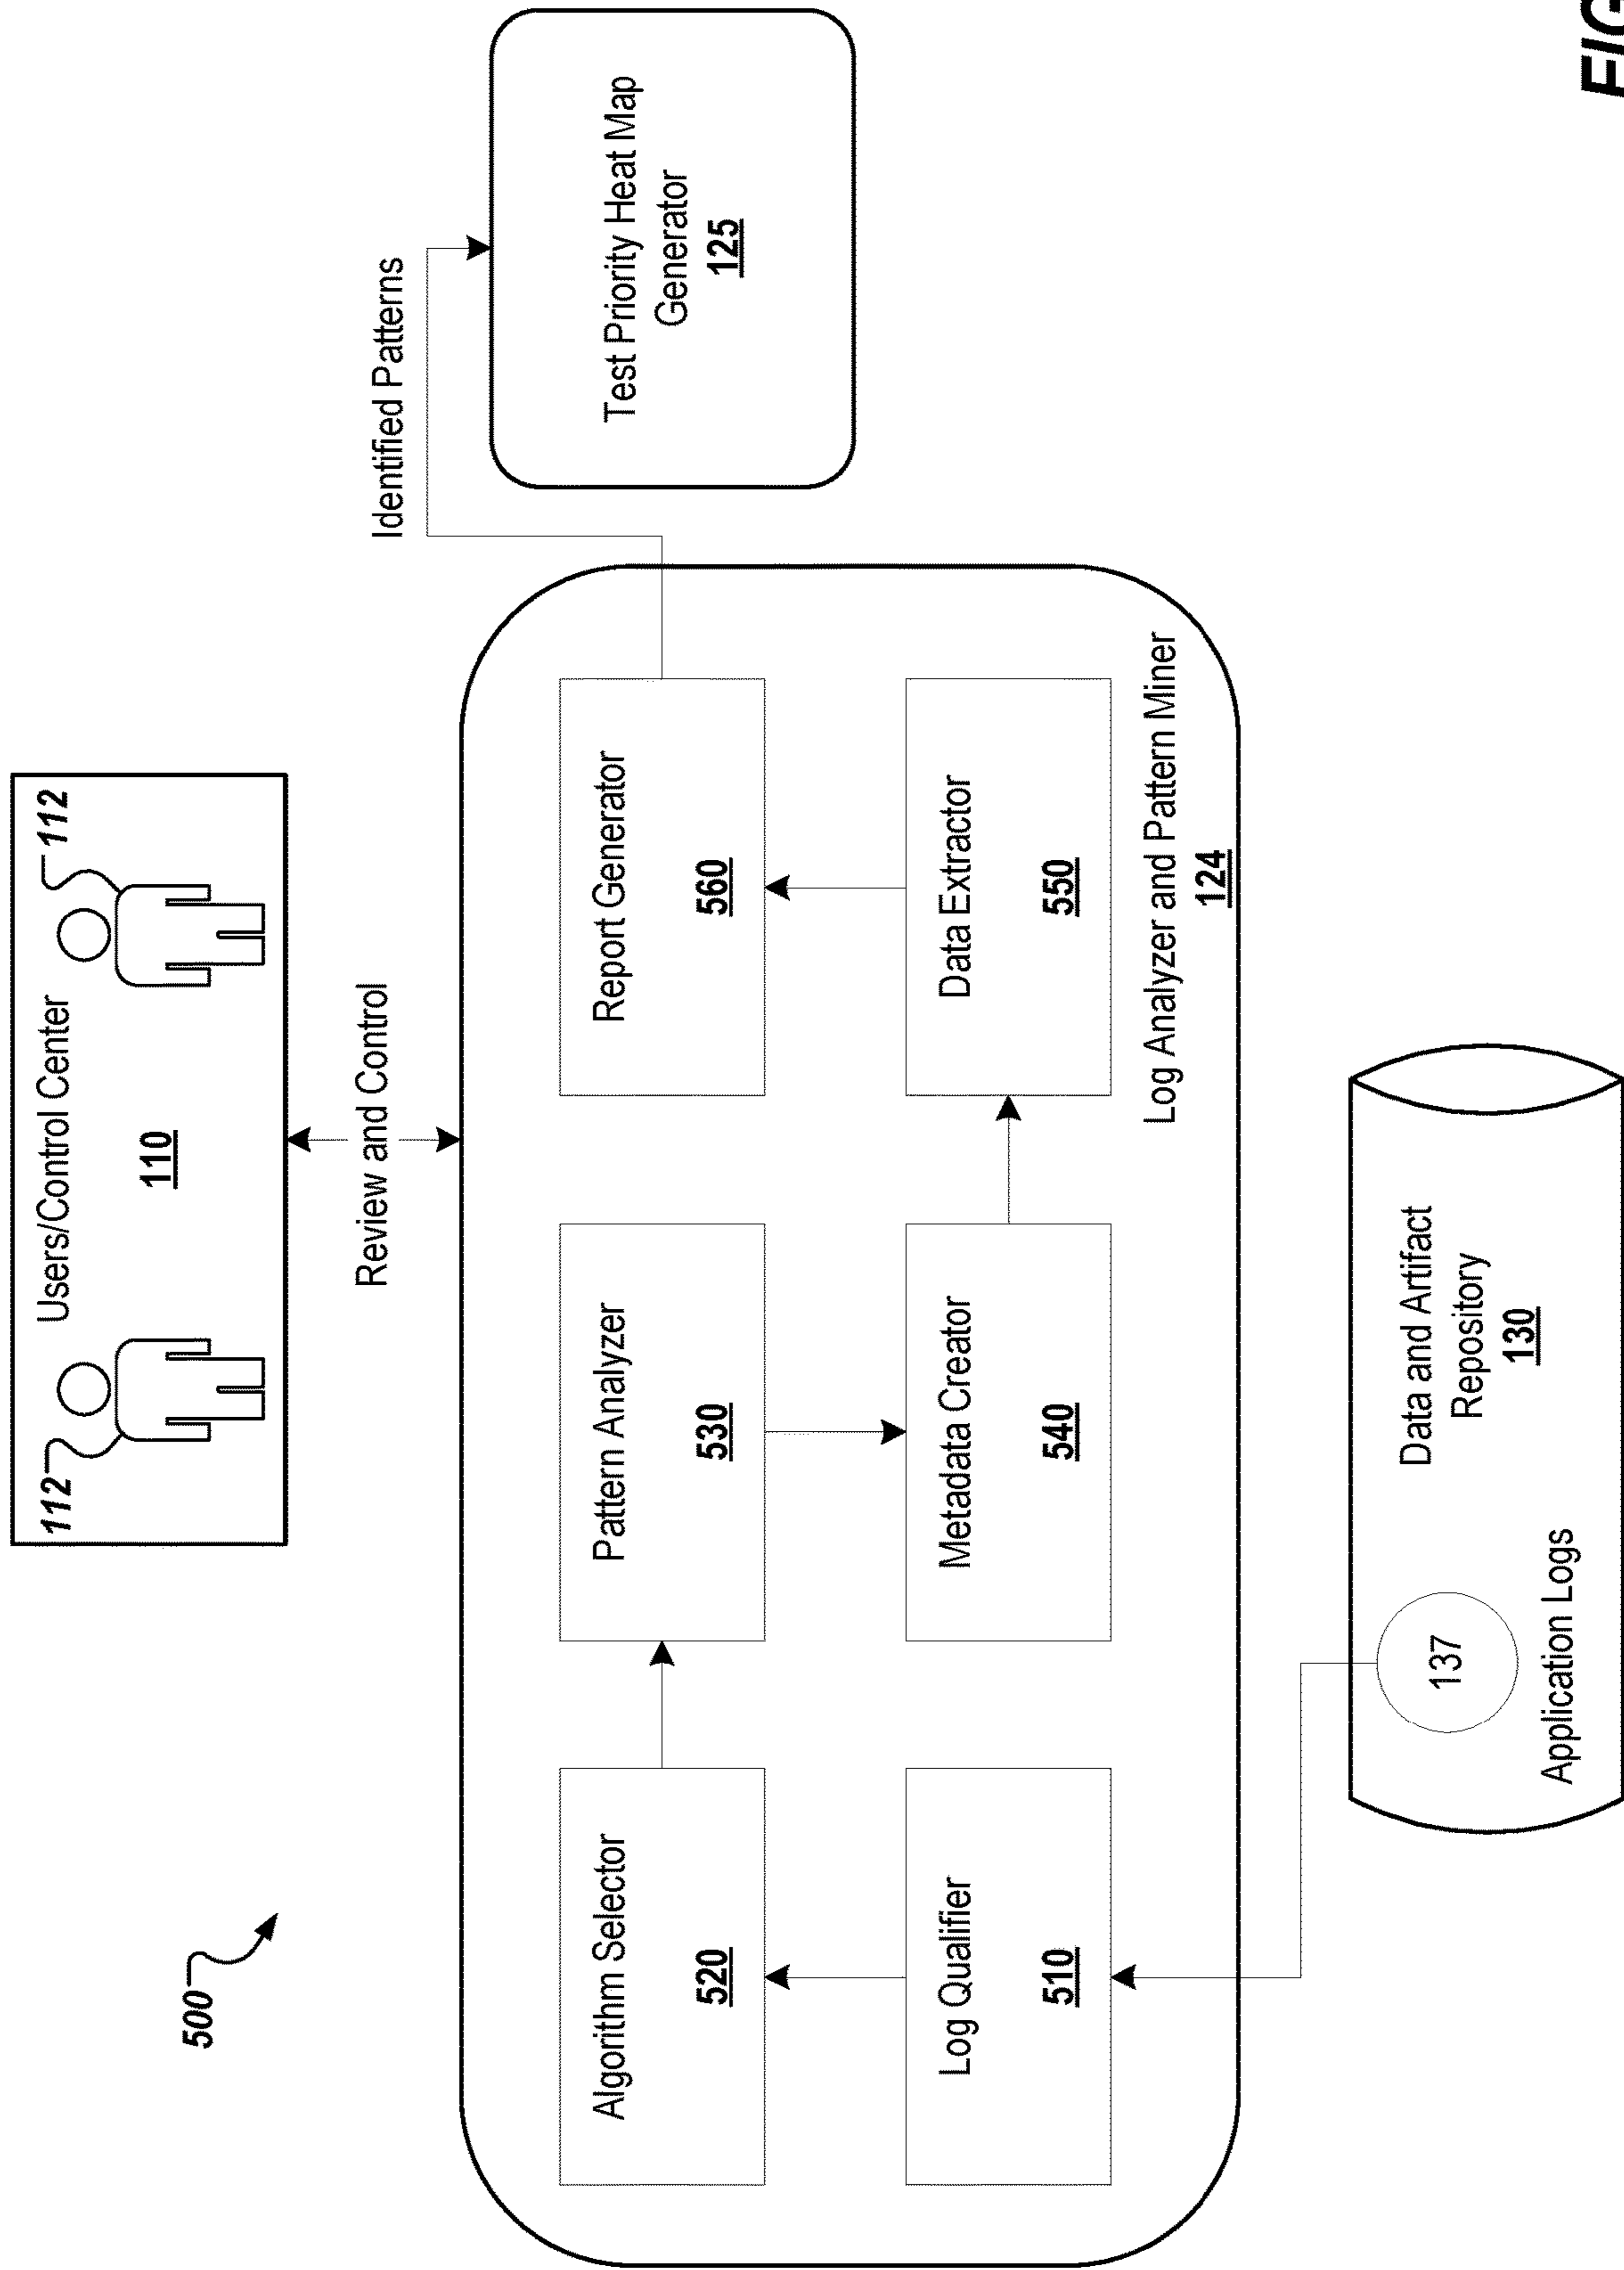 500
Users/Control Center
110
112
112
Review and Control
Algorithm Selector
520
Pattern Analyzer
530
Report Generator
560
Log Qualifier
510
Metadata Creator
540
Data Extractor
550
Log Analyzer and Pattern Miner
124
Identified Patterns
Test Priority Heat Map
Generator
125
137
Application Logs
Data and Artifact
Repository
130